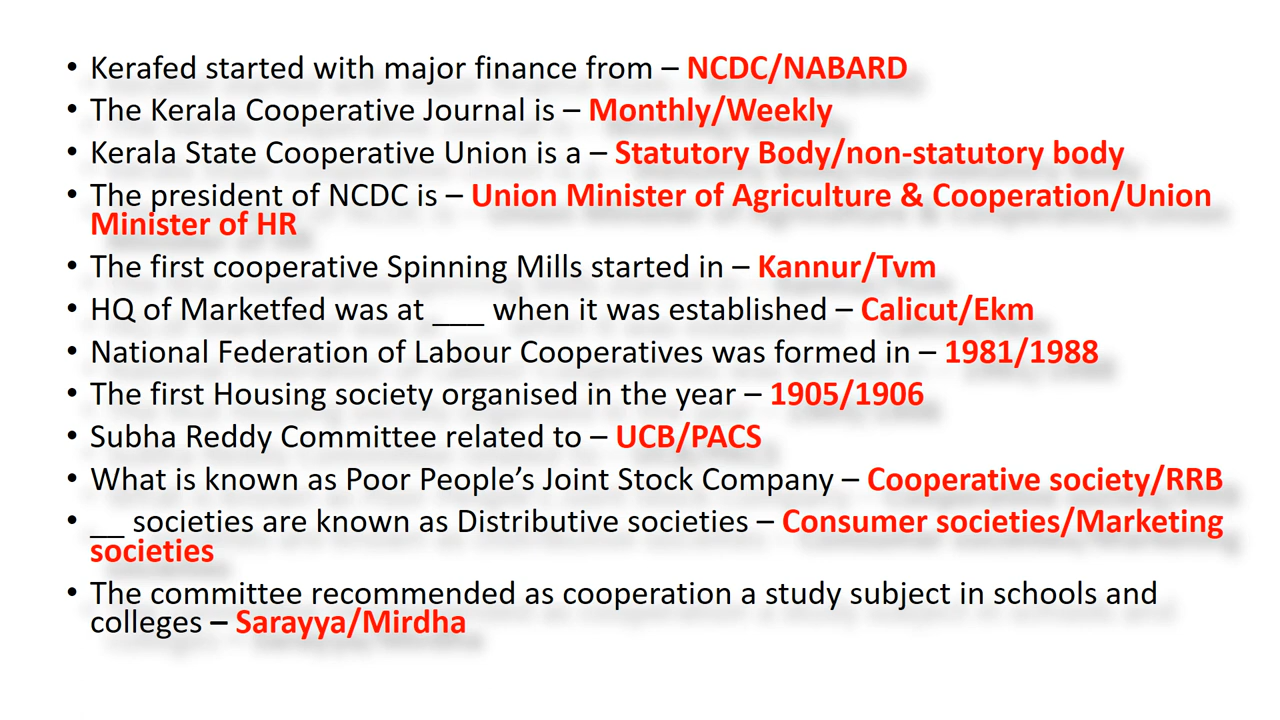 • Kerafed started with major finance from – NCDC/NABARD
• The Kerala Cooperative Journal is – Monthly/Weekly
• Kerala State Cooperative Union is a – Statutory Body/non-statutory body
• The president of NCDC is – Union Minister of Agriculture & Cooperation/Union
Minister of HR
• The first cooperative Spinning Mills started in – Kannur/Tvm
• HQ of Marketfed was at ___ when it was established – Calicut/Ekm
• National Federation of Labour Cooperatives was formed in – 1981/1988
• The first Housing society organised in the year – 1905/1906
• Subha Reddy Committee related to – UCB/PACS
• What is known as Poor People’s Joint Stock Company – Cooperative society/RRB
• __ societies are known as Distributive societies – Consumer societies/Marketing
societies
• The committee recommended as cooperation a study subject in schools and
colleges – Sarayya/Mirdha